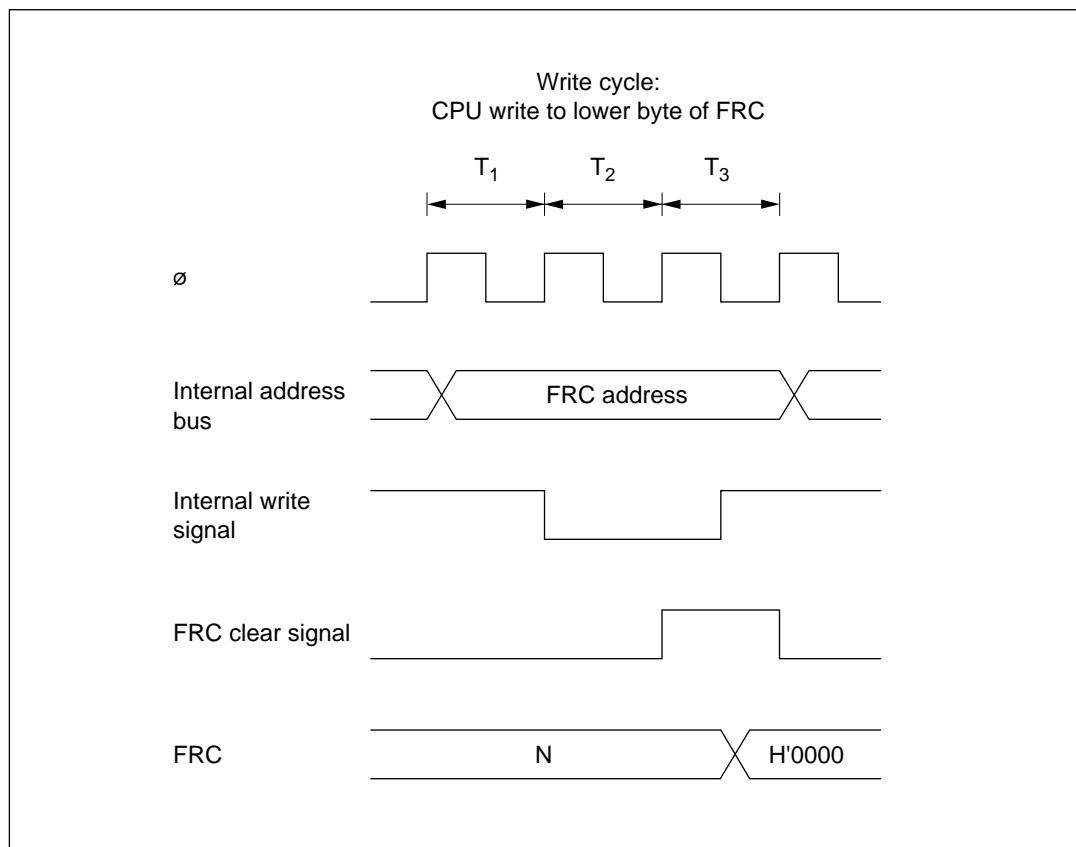 Write cycle:
CPU write to lower byte of FRC
T1 T2 T3
ø
Internal address
bus
FRC address
Internal write
signal
FRC clear signal
FRC
N
H'0000